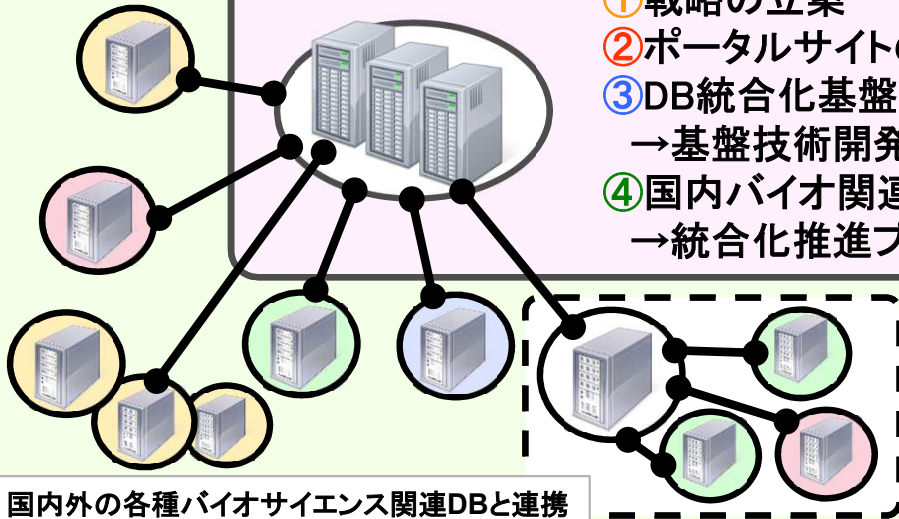 ①戦略の立案
②ポータルサイトの
③DB統合化基盤
→基盤技術開発
④国内バイオ関連
→統合化推進プ
国内外の各種バイオサイエンス関連DBと連携